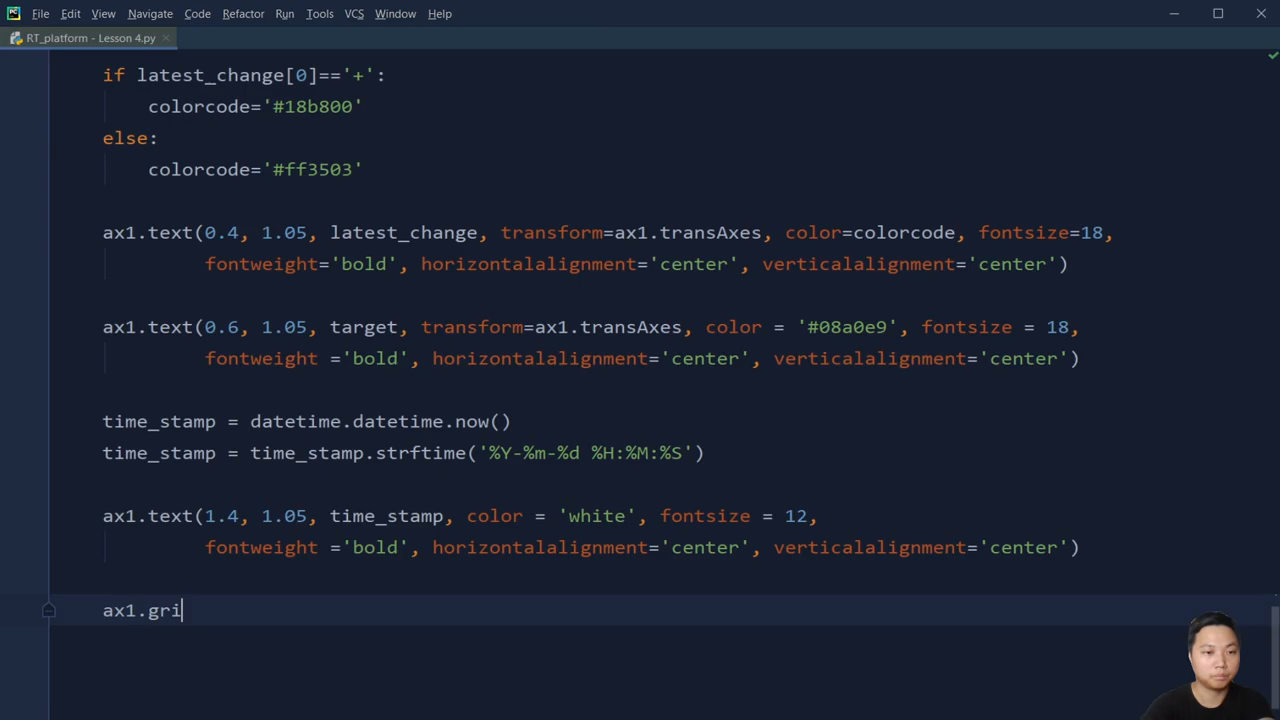 File Edit View Navigate Code Refactor Run Tools VCS Window Help
RT_platform - Lesson 4.py
if latest_change[0]=='+':
colorcode='#18b800'
else:
colorcode='#ff3503'
ax1.text(0.4, 1.05, latest_change, transform=ax1.transAxes, color=colorcode, fontsize=18,
fontweight='bold', horizontalalignment='center', verticalalignment='center')
ax1.text(0.6, 1.05, target, transform=ax1.transAxes, color = '#08a0e9', fontsize = 18,
fontweight ='bold', horizontalalignment='center', verticalalignment='center')
time_stamp = datetime.datetime.now()
time_stamp = time_stamp.strftime('%Y-%m-%d %H:%M:%S')
ax1.text(1.4, 1.05, time_stamp, color = 'white', fontsize = 12,
fontweight ='bold', horizontalalignment='center', verticalalignment='center')
ax1.gri